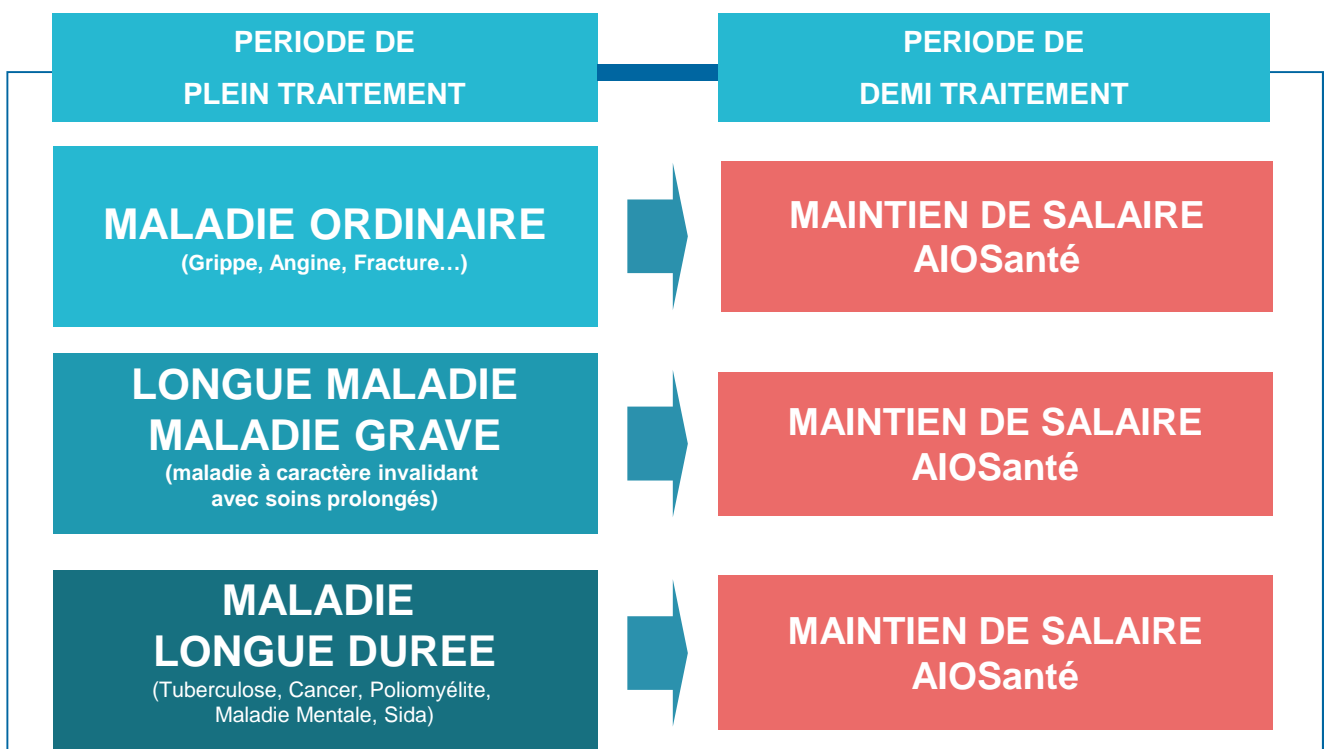 PERIODE DE
PLEIN TRAITEMENT
PERIODE DE
DEMI TRAITEMENT
MALADIE ORDINAIRE
(Grippe, Angine, Fracture…)
MAINTIEN DE SALAIRE
AIOSanté
LONGUE MALADIE
MALADIE GRAVE
(maladie à caractère invalidant
avec soins prolongés)
MAINTIEN DE SALAIRE
AIOSanté
MALADIE
LONGUE DUREE
(Tuberculose, Cancer, Poliomyélite,
Maladie Mentale, Sida)
MAINTIEN DE SALAIRE
AIOSanté